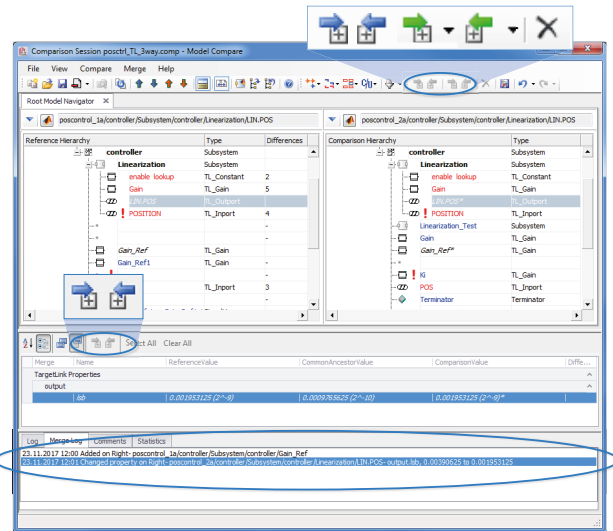 Comparison Session posctrl_TL_3way.comp - Model Compare
File View Compare Merge Help
Root Model Navigator
poscontrol_1a/controller/Subsystem/controller/Linearization/LIN.POS
poscontrol_2a/controller/Subsystem/controller/Linearization/LIN.POS
Reference Hierarchy Type Differences
controller Subsystem
Linearization Subsystem
enable lookup TL_Constant 2
Gain TL_Gain 5
LIN.POS TL_Outport
POSITION TL_Inport 4
Gain_Ref TL_Gain
Gain_Ref1 TL_Gain -
TL_Inport 3
Comparison Hierarchy Type
controller Subsystem
Linearization Subsystem
enable lookup TL_Constant
Gain TL_Gain
LIN.POS* TL_Outport
POSITION TL_Inport
Linearization_Test Subsystem
Gain TL_Gain
Gain_Ref* TL_Gain
Ki TL_Gain
POS TL_Inport
Terminator Terminator
Select All Clear All
Merge Name ReferenceValue CommonAncestorValue ComparisonValue Diffe...
TargetLink Properties
output
lsb 0.001953125 (2^-9) 0.0009765625 (2^-10) 0.001953125 (2^-9)*
Log Merge Log Comments Statistics
23.11.2017 12:00 Added on Right- poscontrol_1a/controller/Subsystem/controller/Gain_Ref
23.11.2017 12:01 Changed property on Right- poscontrol_2a/controller/Subsystem/controller/Linearization/LIN.POS- output.lsb, 0.00390625 to 0.001953125